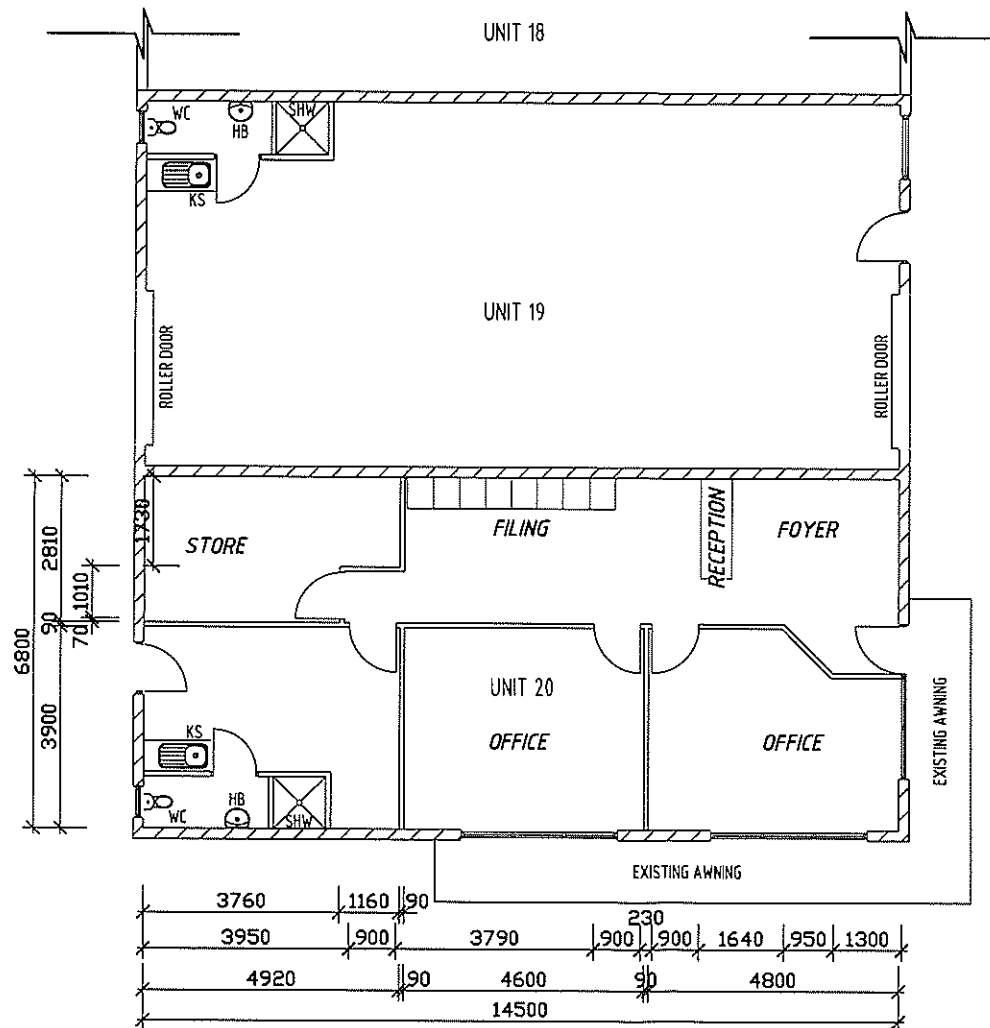 UNIT 18
WC
HB
SHW
KS
UNIT 19
ROLLER DOOR
ROLLER DOOR
STORE
FILING
RECEPTION
FOYER
1730
2810
1010
90
70
6800
3900
UNIT 20
OFFICE
OFFICE
KS
WC
HB
SHW
EXISTING AWNING
EXISTING AWNING
3760 1160 90
230
3950 900 3790 900 900 1640 950 1300
4920 90 4600 90 4800
14500